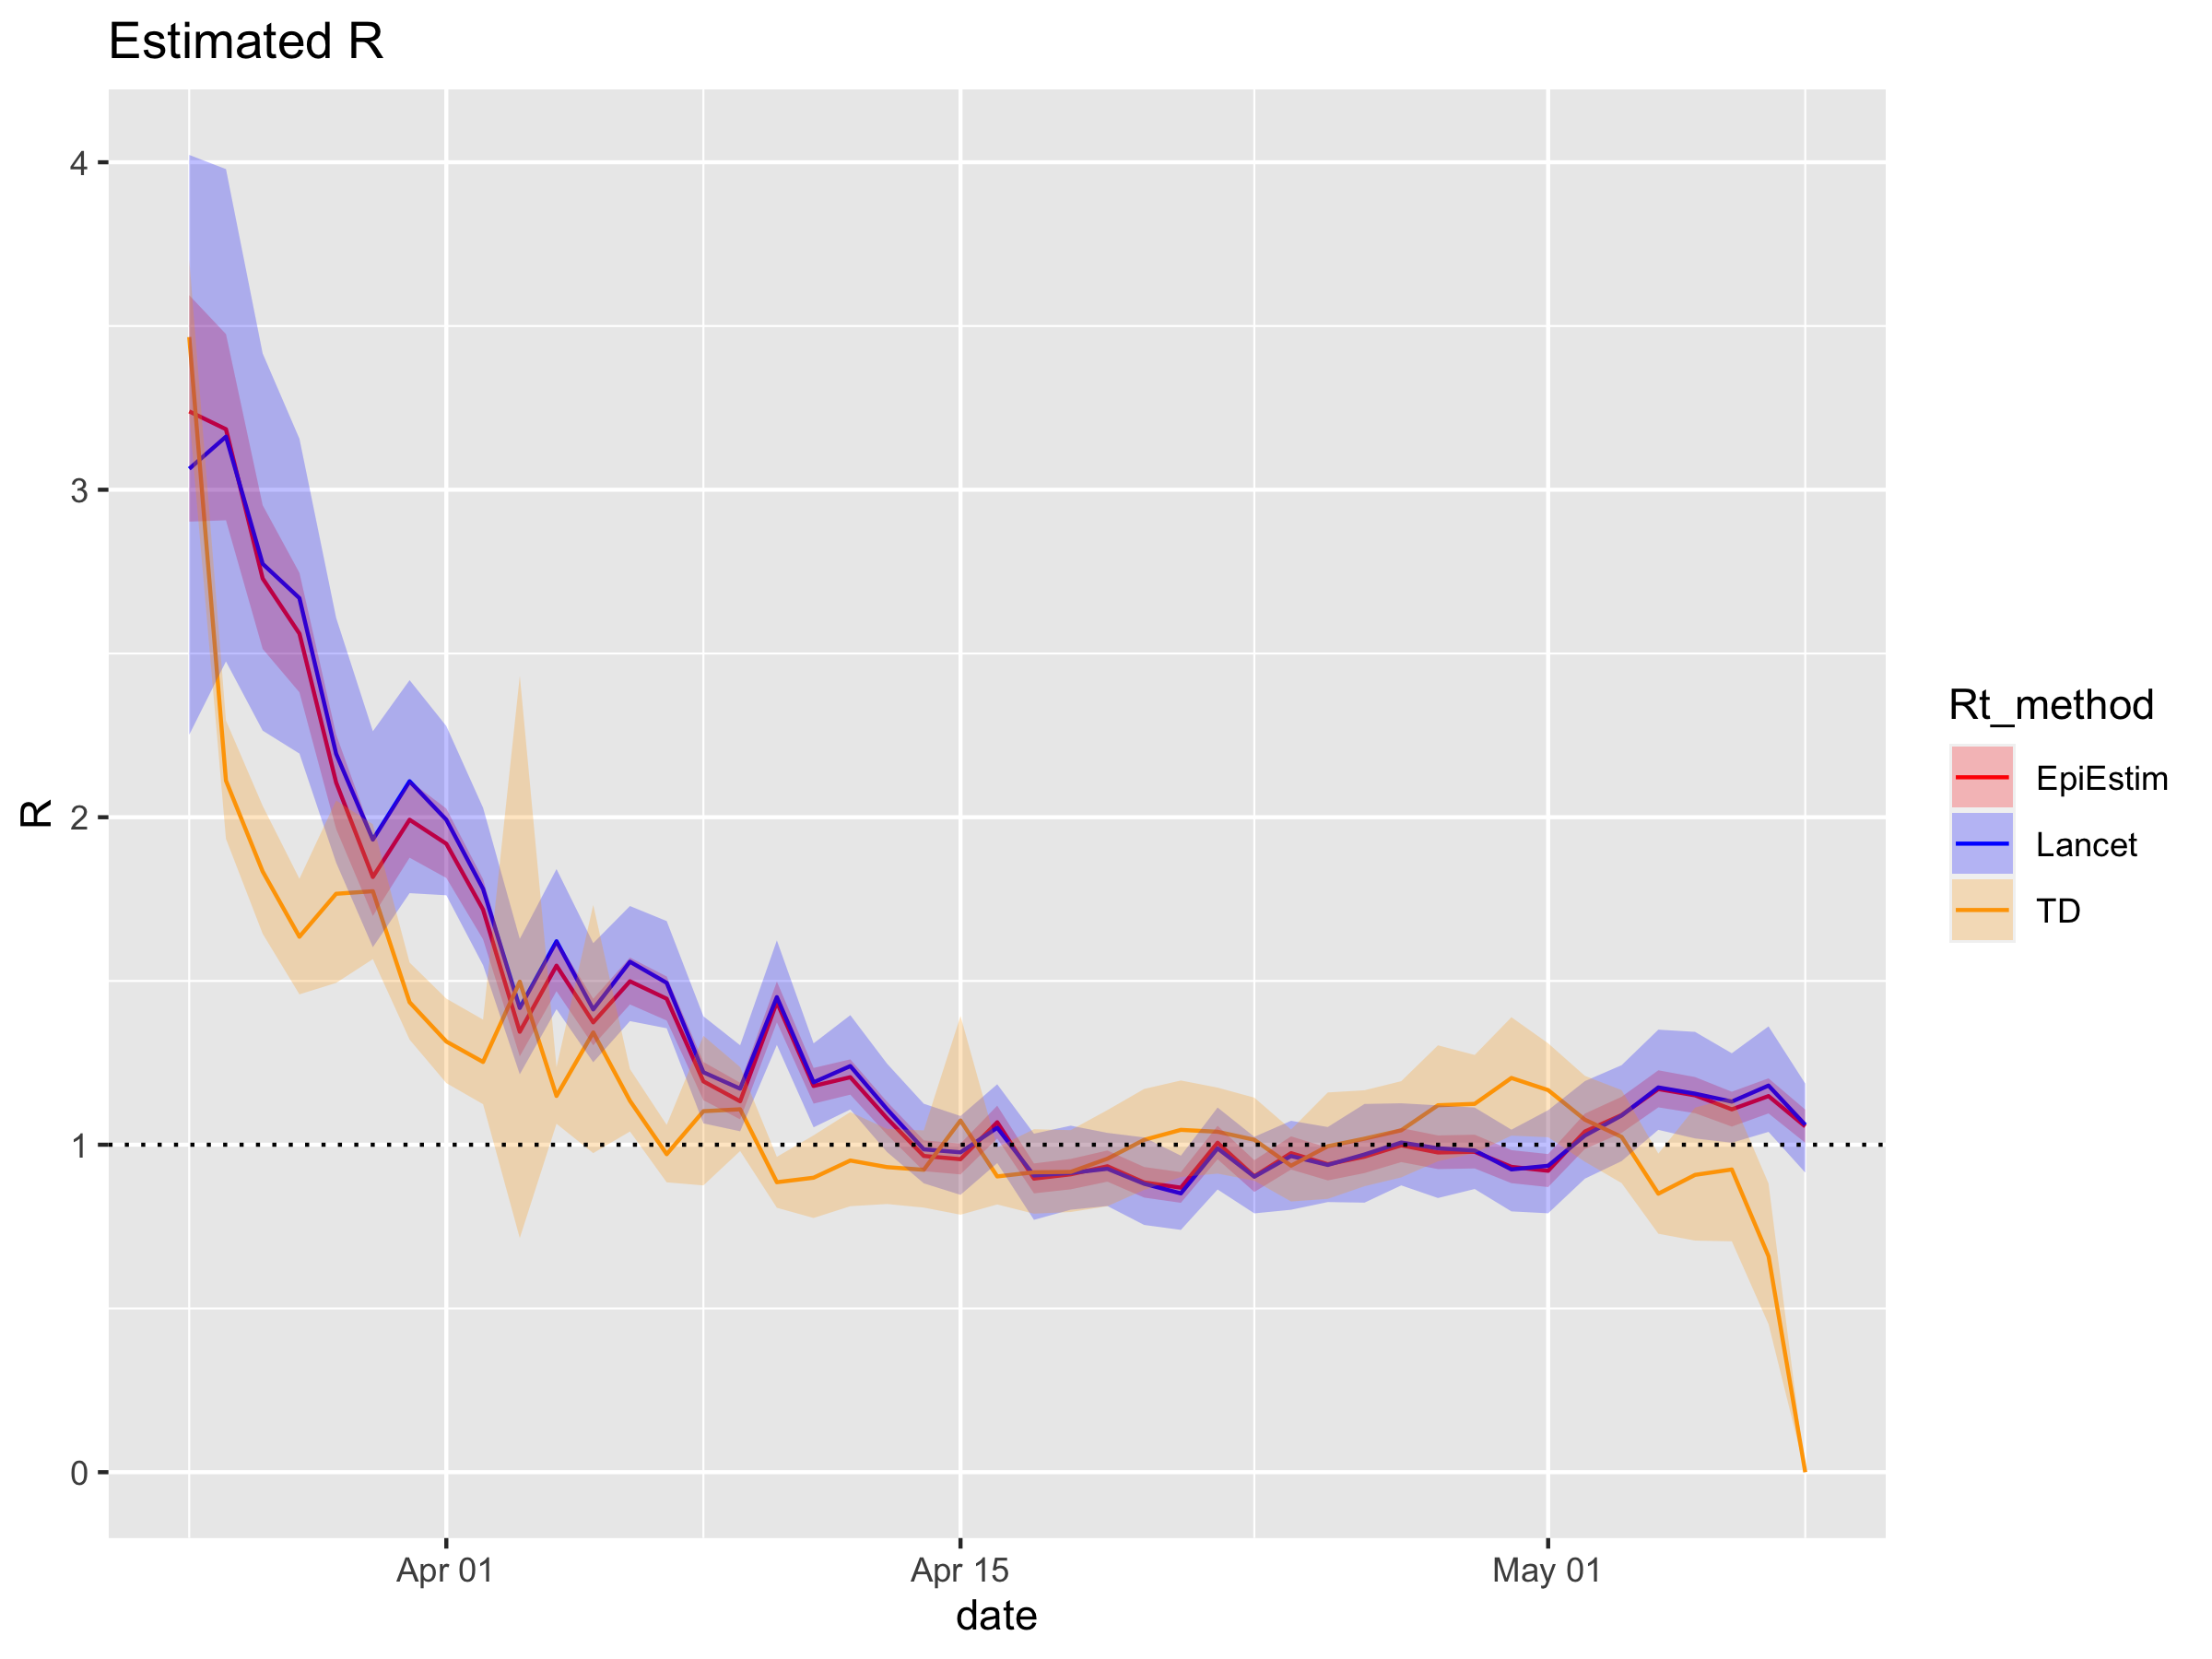 Estimated R
4
3
2
1
0
R
Apr 01
Apr 15
May 01
date
Rt_method
EpiEstim
Lancet
TD